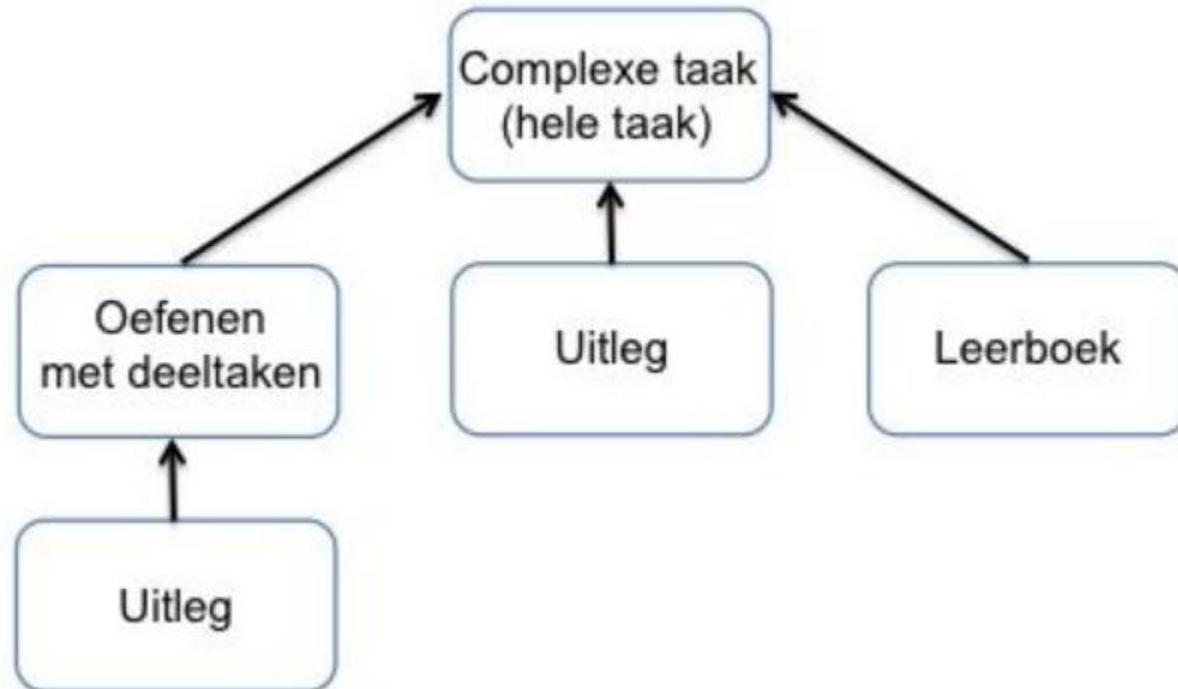 Complexe taak
(hele taak)
Oefenen
met deeltaken
Uitleg
Leerboek
Uitleg